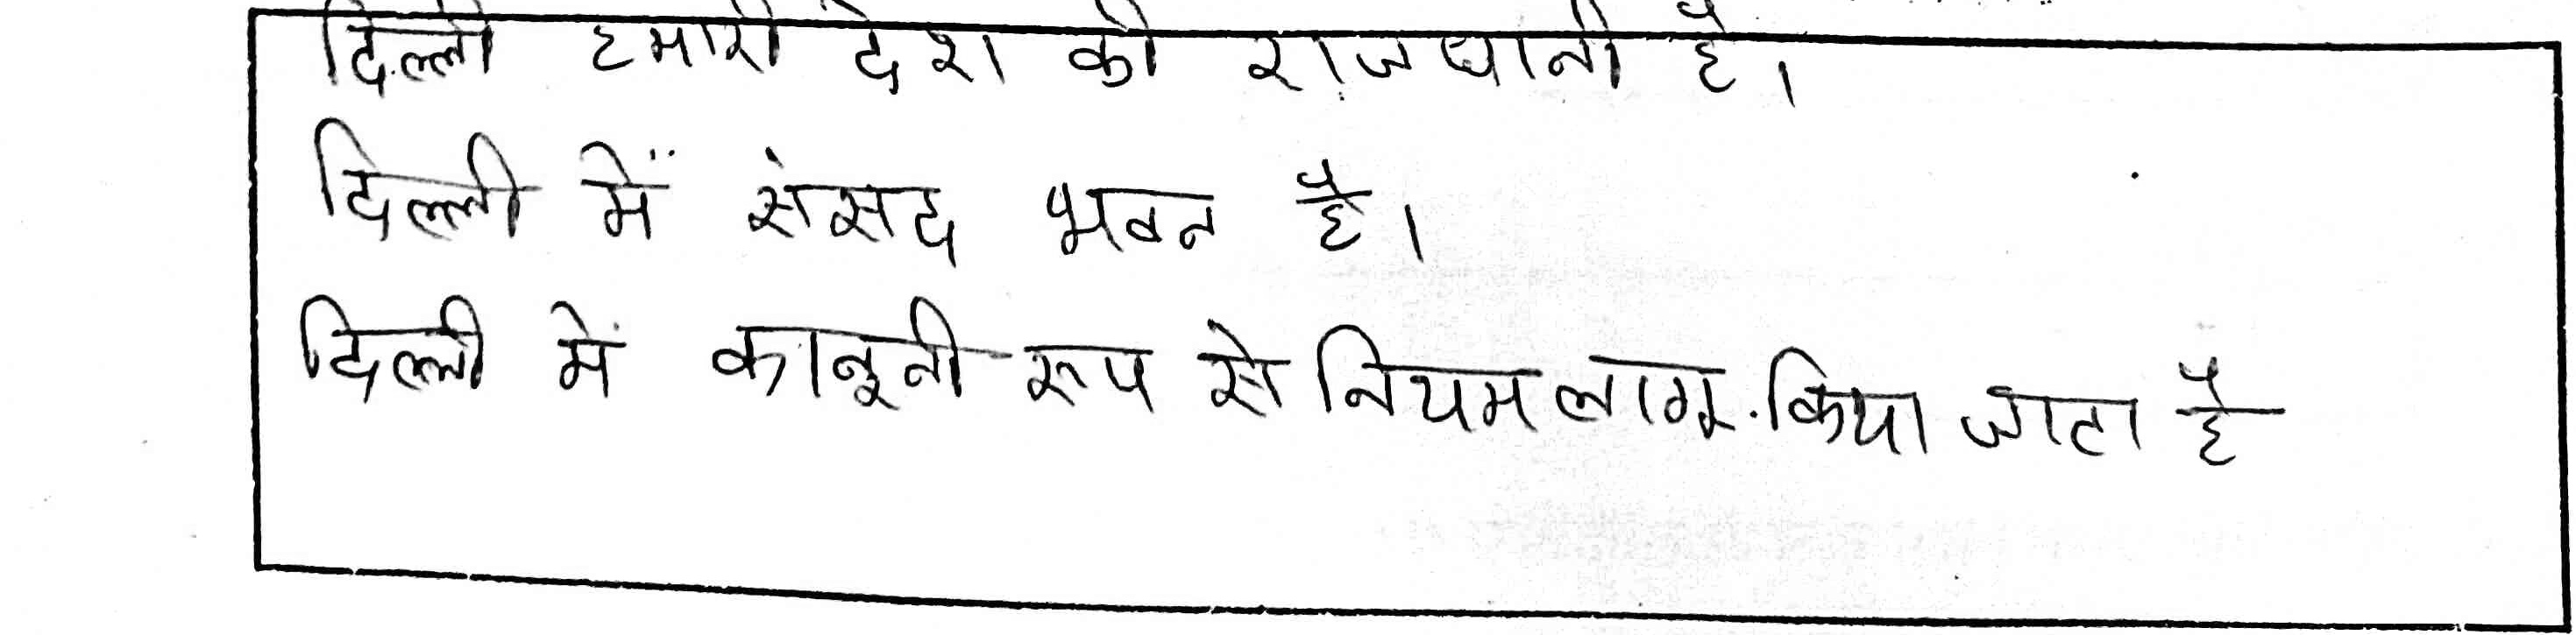 दिल्ली हमारी देश की राजधानी है।
दिल्ली में संसद भवन है।
दिल्ली में कानूनी रूप से नियम लागू किया जाता है